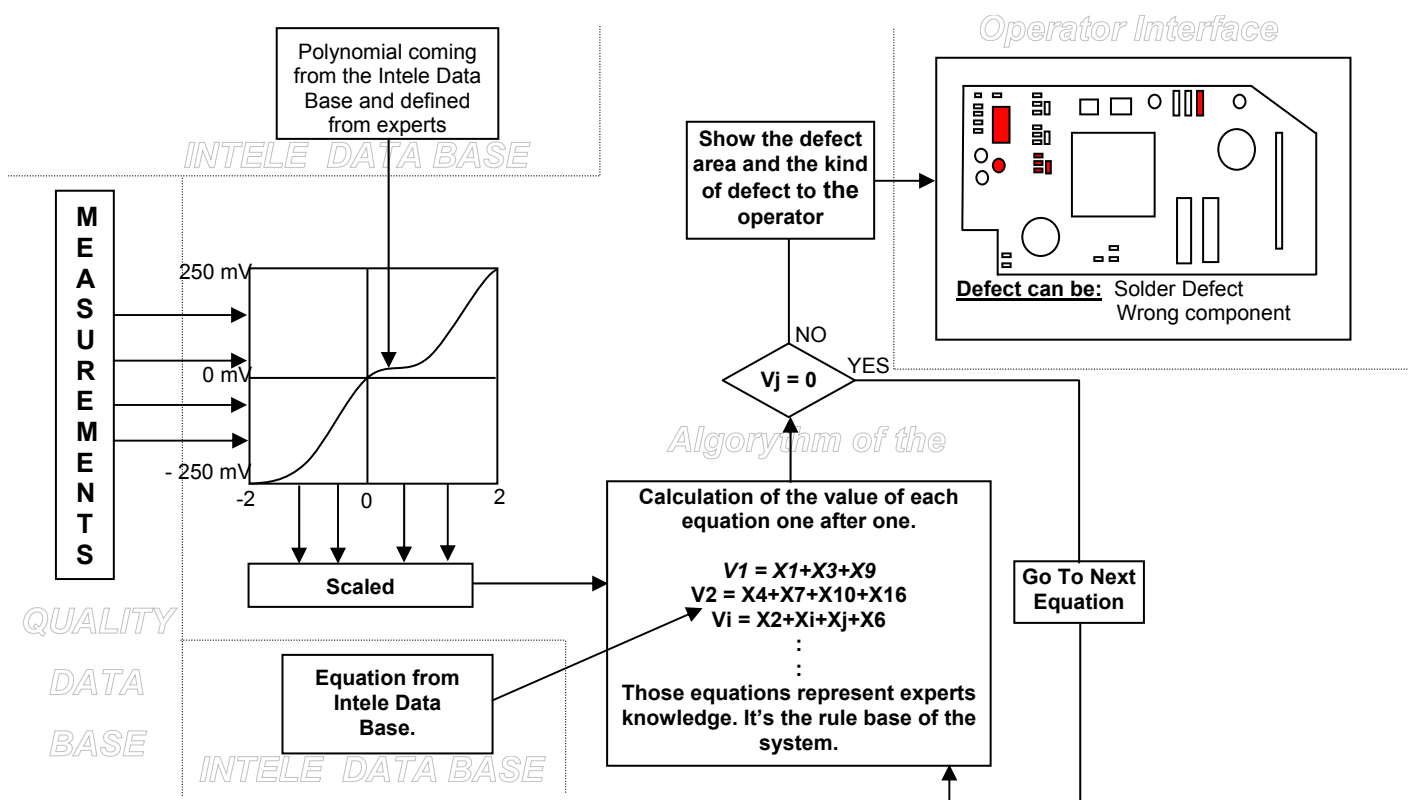 Operator Interface
Polynomial coming
from the Intele Data
Base and defined
from experts
INTELE DATA BASE
Show the defect
area and the kind
of defect to the
operator
Defect can be: Solder Defect
Wrong component
M
E
A
S
U
R
E
M
E
N
T
S
250 mV
0 mV
- 250 mV
-2
0
2
Scaled
NO
Vj = 0
YES
Algorythm of the
Calculation of the value of each
equation one after one.
V1 = X1+X3+X9
V2 = X4+X7+X10+X16
Vi = X2+Xi+Xj+X6
:
:
Those equations represent experts
knowledge. It’s the rule base of the
system.
Go To Next
Equation
QUALITY
DATA
BASE
Equation from
Intele Data
Base.
INTELE DATA BASE